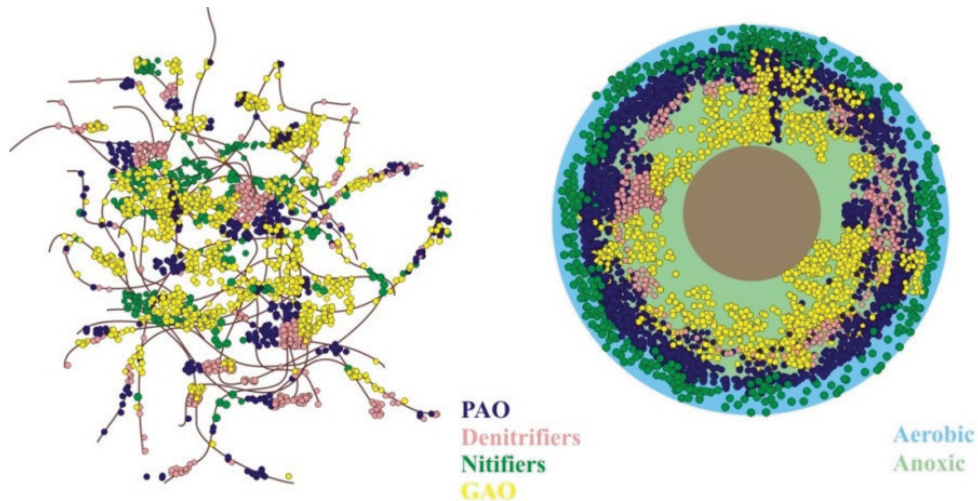 PAO
Denitrifiers
Nitifiers
GAO
Aerobic
Anoxic